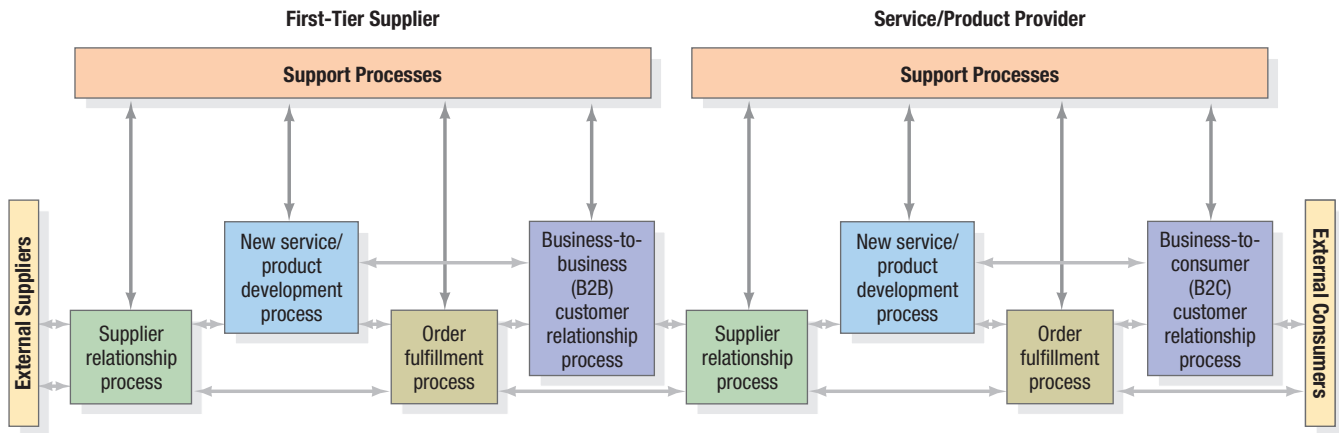 First-Tier Supplier
Service/Product Provider
Support Processes
Support Processes
External Suppliers
Supplier
relationship
process
New service/
product
development
process
Order
fulfillment
process
Business-to-
business
(B2B)
customer
relationship
process
Supplier
relationship
process
New service/
product
development
process
Order
fulfillment
process
Business-to-
consumer
(B2C)
customer
relationship
process
External Consumers